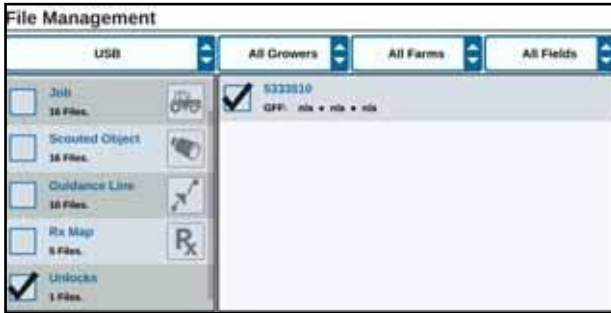 File Management
USB
All Growers
All Farms
All Fields
Job
16 Files.
Scouted Object
16 Files.
Guidance Line
10 Files.
Rx Map
5 Files.
Rx
Unlocks
1 Files.
5333510
GFF: n/a • n/a • n/a